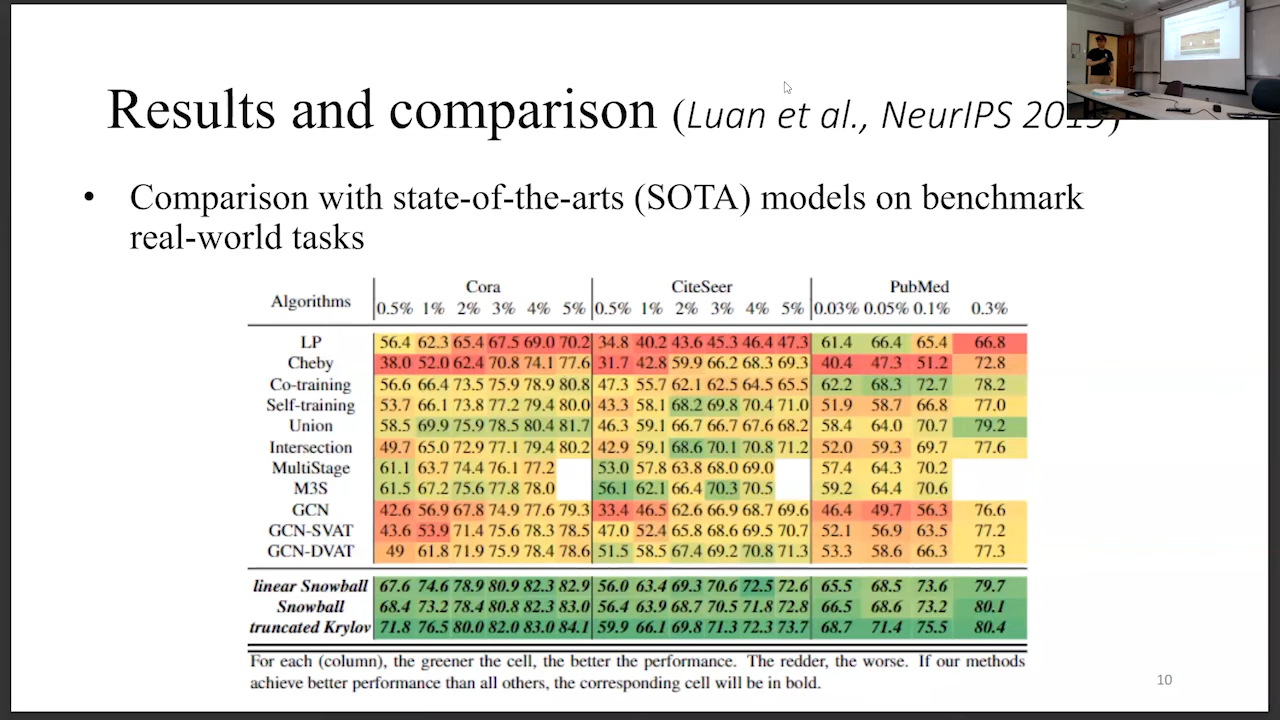 Results and comparison (Luan et al., NeurIPS 2019)
• Comparison with state-of-the-arts (SOTA) models on benchmark
real-world tasks
Algorithms Cora CiteSeer PubMed
0.5% 1% 2% 3% 4% 5% 0.5% 1% 2% 3% 4% 5% 0.03% 0.05% 0.1% 0.3%
LP 56.4 62.3 65.4 67.5 69.0 70.2 34.8 40.2 43.6 45.3 46.4 47.3 61.4 66.4 65.4 66.8
Cheby 38.0 52.0 62.4 70.8 74.1 77.6 31.7 42.8 59.9 66.2 68.3 69.3 40.4 47.3 51.2 72.8
Co-training 56.6 66.4 73.5 75.9 78.9 80.8 47.3 55.7 62.1 62.5 64.5 65.5 62.2 68.3 72.7 78.2
Self-training 53.7 66.1 73.8 77.2 79.4 80.0 43.3 58.1 68.2 69.8 70.4 71.0 51.9 58.7 66.8 77.0
Union 58.5 69.9 75.9 78.5 80.4 81.7 46.3 59.1 66.7 66.7 67.6 68.2 58.4 64.0 70.7 79.2
Intersection 49.7 65.0 72.9 77.1 79.4 80.2 42.9 59.1 68.6 70.1 70.8 71.2 52.0 59.3 69.7 77.6
MultiStage 61.1 63.7 74.4 76.1 77.2 53.0 57.8 63.8 68.0 69.0 57.4 64.3 70.2
M3S 61.5 67.2 75.6 77.8 78.0 56.1 62.1 66.4 70.3 70.5 59.2 64.4 70.6
GCN 42.6 56.9 67.8 74.9 77.6 79.3 33.4 46.5 62.6 66.9 68.7 69.6 46.4 49.7 56.3 76.6
GCN-SVAT 43.6 53.9 71.4 75.6 78.3 78.5 47.0 52.4 65.8 68.6 69.5 70.7 52.1 56.9 63.5 77.2
GCN-DVAT 49 61.8 71.9 75.9 78.4 78.6 51.5 58.5 67.4 69.2 70.8 71.3 53.3 58.6 66.3 77.3
linear Snowball 67.6 74.6 78.9 80.9 82.3 82.9 56.0 63.4 69.3 70.6 72.5 72.6 65.5 68.5 73.6 79.7
Snowball 68.4 73.2 78.4 80.8 82.3 83.0 56.4 63.9 68.7 70.5 71.8 72.8 66.5 68.6 73.2 80.1
truncated Krylov 71.8 76.5 80.0 82.0 83.0 84.1 59.9 66.1 69.8 71.3 72.3 73.7 68.7 71.4 75.5 80.4
For each (column), the greener the cell, the better the performance. The redder, the worse. If our methods
achieve better performance than all others, the corresponding cell will be in bold.
10